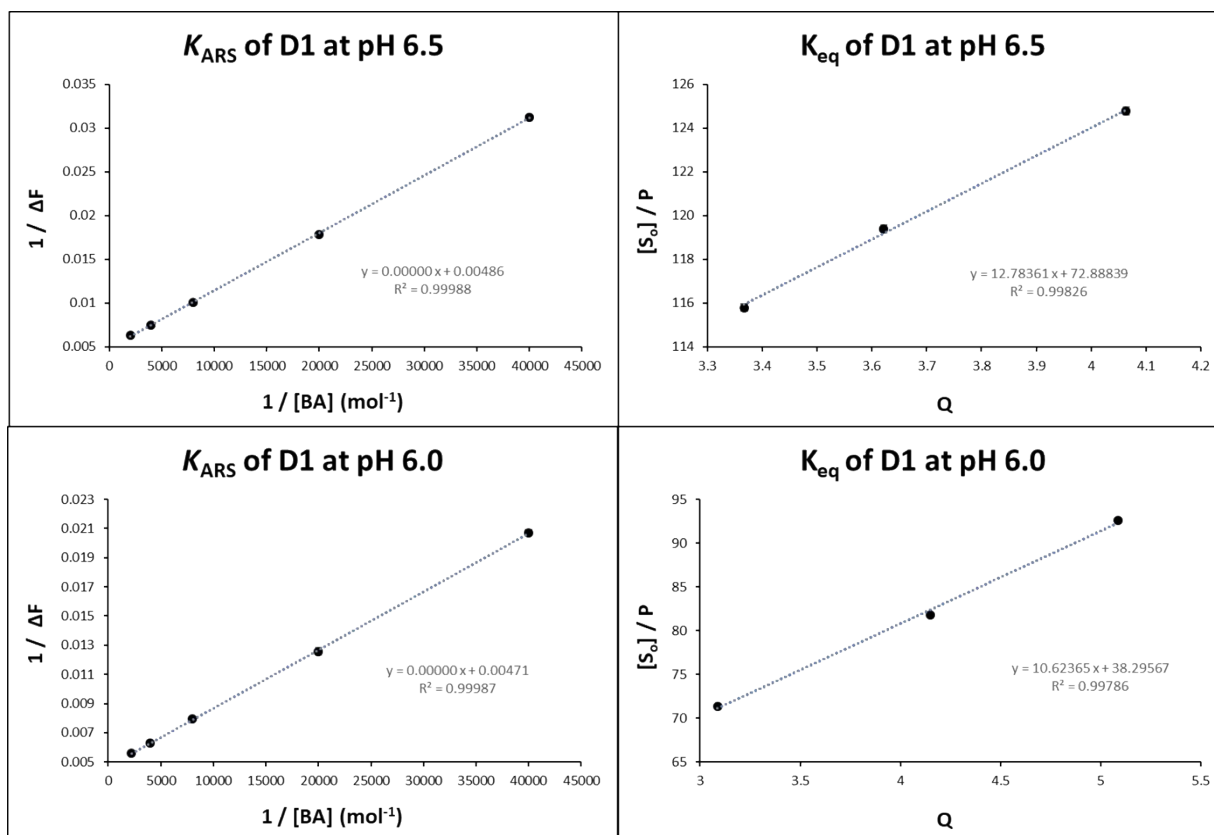 K_ARS of D1 at pH 6.5
0.035
0.03
0.025
0.02
0.015
0.01
0.005
1 / ΔF
y = 0.00000 x + 0.00486
R² = 0.99988
0 5000 10000 15000 20000 25000 30000 35000 40000 45000
1 / [BA] (mol⁻¹)
K_eq of D1 at pH 6.5
126
124
122
120
118
116
114
[S_o] / P
y = 12.78361 x + 72.88839
R² = 0.99826
3.3 3.4 3.5 3.6 3.7 3.8 3.9 4 4.1 4.2
Q
K_ARS of D1 at pH 6.0
0.023
0.021
0.019
0.017
0.015
0.013
0.011
0.009
0.007
0.005
1 / ΔF
y = 0.00000 x + 0.00471
R² = 0.99987
0 5000 10000 15000 20000 25000 30000 35000 40000 45000
1 / [BA] (mol⁻¹)
K_eq of D1 at pH 6.0
95
90
85
80
75
70
65
[S_o] / P
y = 10.62365 x + 38.29567
R² = 0.99786
3 3.5 4 4.5 5 5.5
Q